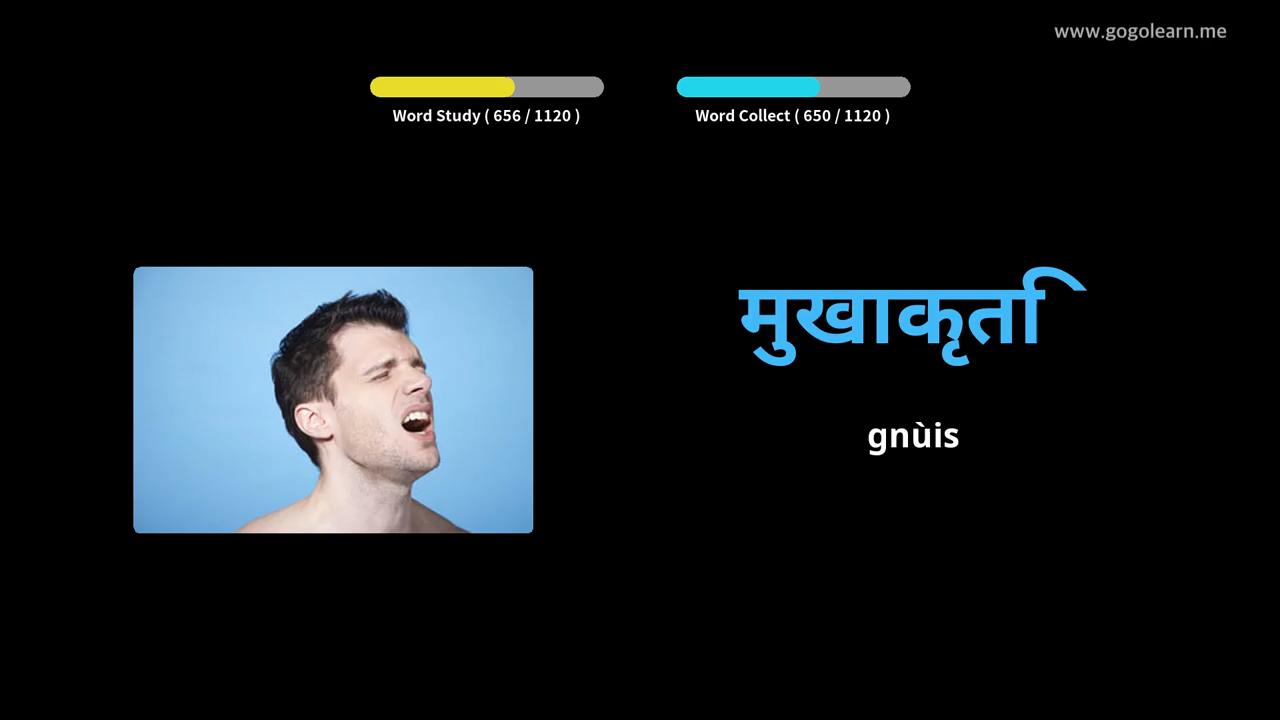 www.gogolearn.me
Word Study ( 656 / 1120 )
Word Collect ( 650 / 1120 )
मुखाकृति
gnùis